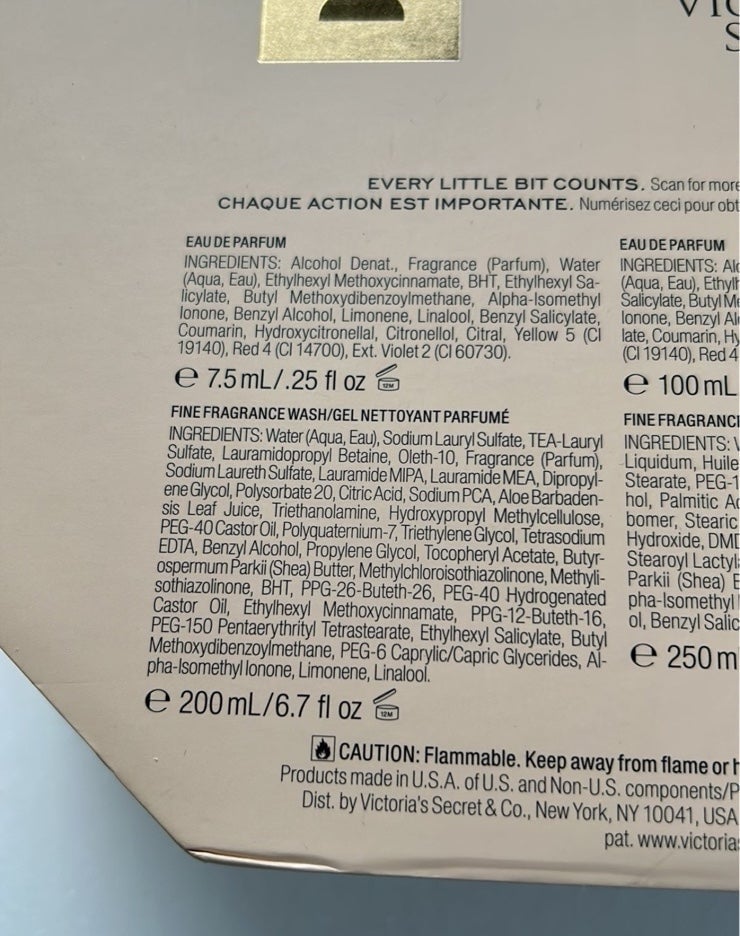 VIC
S
EVERY LITTLE BIT COUNTS. Scan for more
CHAQUE ACTION EST IMPORTANTE. Numérisez ceci pour obt
EAU DE PARFUM
INGREDIENTS: Alcohol Denat., Fragrance (Parfum), Water
(Aqua, Eau), Ethylhexyl Methoxycinnamate, BHT, Ethylhexyl Sa-
licylate, Butyl Methoxydibenzoylmethane, Alpha-Isomethyl
Ionone, Benzyl Alcohol, Limonene, Linalool, Benzyl Salicylate,
Coumarin, Hydroxycitronellal, Citronellol, Citral, Yellow 5 (CI
19140), Red 4 (CI 14700), Ext. Violet 2 (CI 60730).
e 7.5 mL/.25 fl oz 12M
FINE FRAGRANCE WASH/GEL NETTOYANT PARFUMÉ
INGREDIENTS: Water (Aqua, Eau), Sodium Lauryl Sulfate, TEA-Lauryl
Sulfate, Lauramidopropyl Betaine, Oleth-10, Fragrance (Parfum),
Sodium Laureth Sulfate, Lauramide MIPA, Lauramide MEA, Dipropyl-
ene Glycol, Polysorbate 20, Citric Acid, Sodium PCA, Aloe Barbaden-
sis Leaf Juice, Triethanolamine, Hydroxypropyl Methylcellulose,
PEG-40 Castor Oil, Polyquaternium-7, Triethylene Glycol, Tetrasodium
EDTA, Benzyl Alcohol, Propylene Glycol, Tocopheryl Acetate, Butyr-
ospermum Parkii (Shea) Butter, Methylchloroisothiazolinone, Methyli-
sothiazolinone, BHT, PPG-26-Buteth-26, PEG-40 Hydrogenated
Castor Oil, Ethylhexyl Methoxycinnamate, PPG-12-Buteth-16,
PEG-150 Pentaerythrityl Tetrastearate, Ethylhexyl Salicylate, Butyl
Methoxydibenzoylmethane, PEG-6 Caprylic/Capric Glycerides, Al-
pha-Isomethyl Ionone, Limonene, Linalool.
e 200 mL/6.7 fl oz 12M
EAU DE PARFUM
INGREDIENTS: Alc
(Aqua, Eau), Ethylh
Salicylate, Butyl Me
Ionone, Benzyl Al
late, Coumarin, Hy
(CI 19140), Red 4
e 100 mL
FINE FRAGRANCE
INGREDIENTS: W
Liquidum, Huile
Stearate, PEG-1
hol, Palmitic Ac
bomer, Stearic
Hydroxide, DMD
Stearoyl Lactyl
Parkii (Shea) B
pha-Isomethyl
ol, Benzyl Salic
e 250 m
CAUTION: Flammable. Keep away from flame or h
Products made in U.S.A. of U.S. and Non-U.S. components/P
Dist. by Victoria's Secret & Co., New York, NY 10041, USA
pat. www.victorias